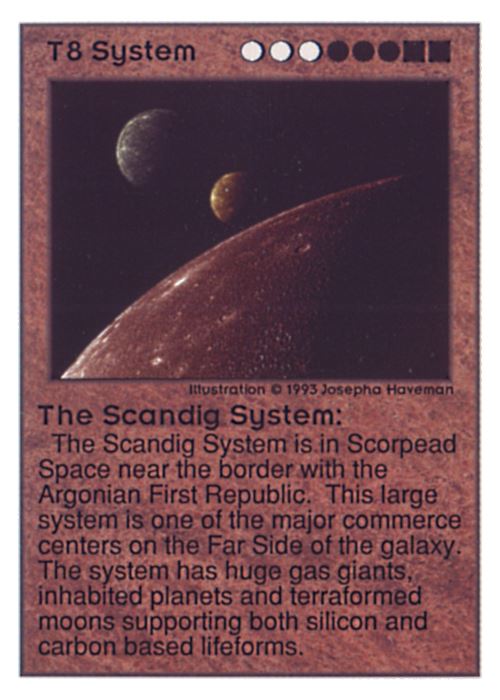 T8 System
Illustration © 1993 Josepha Haveman
The Scandig System:
The Scandig System is in Scorpead
Space near the border with the
Argonian First Republic. This large
system is one of the major commerce
centers on the Far Side of the galaxy.
The system has huge gas giants,
inhabited planets and terraformed
moons supporting both silicon and
carbon based lifeforms.